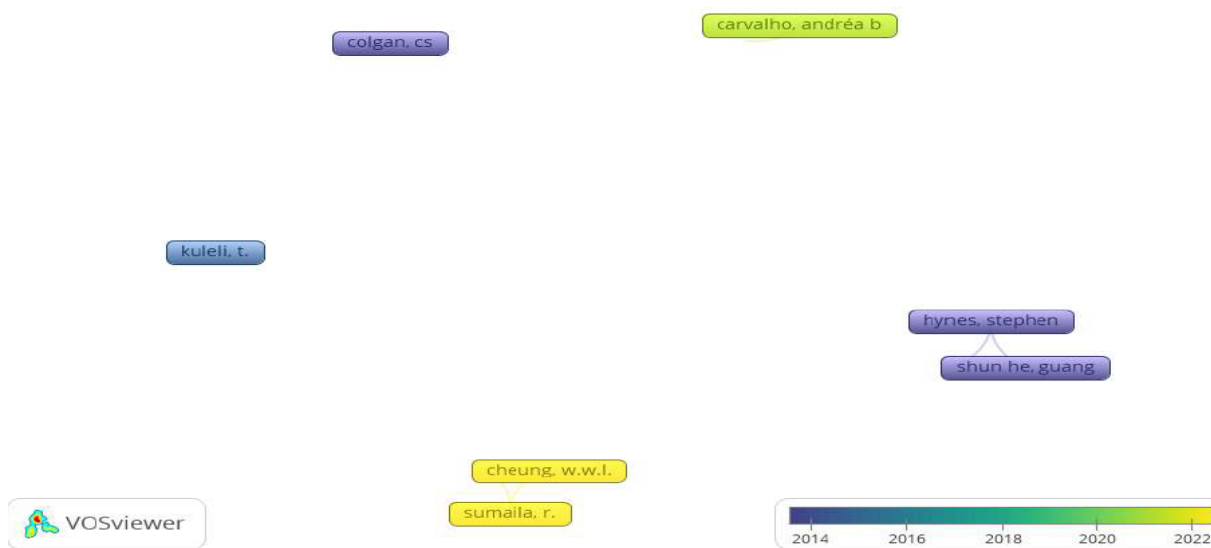 carvalho, andréa b
colgan, cs
kuleli, t.
hynes, stephen
shun he, guang
cheung, w.w.l.
sumaila, r.
VOSviewer
2014 2016 2018 2020 2022